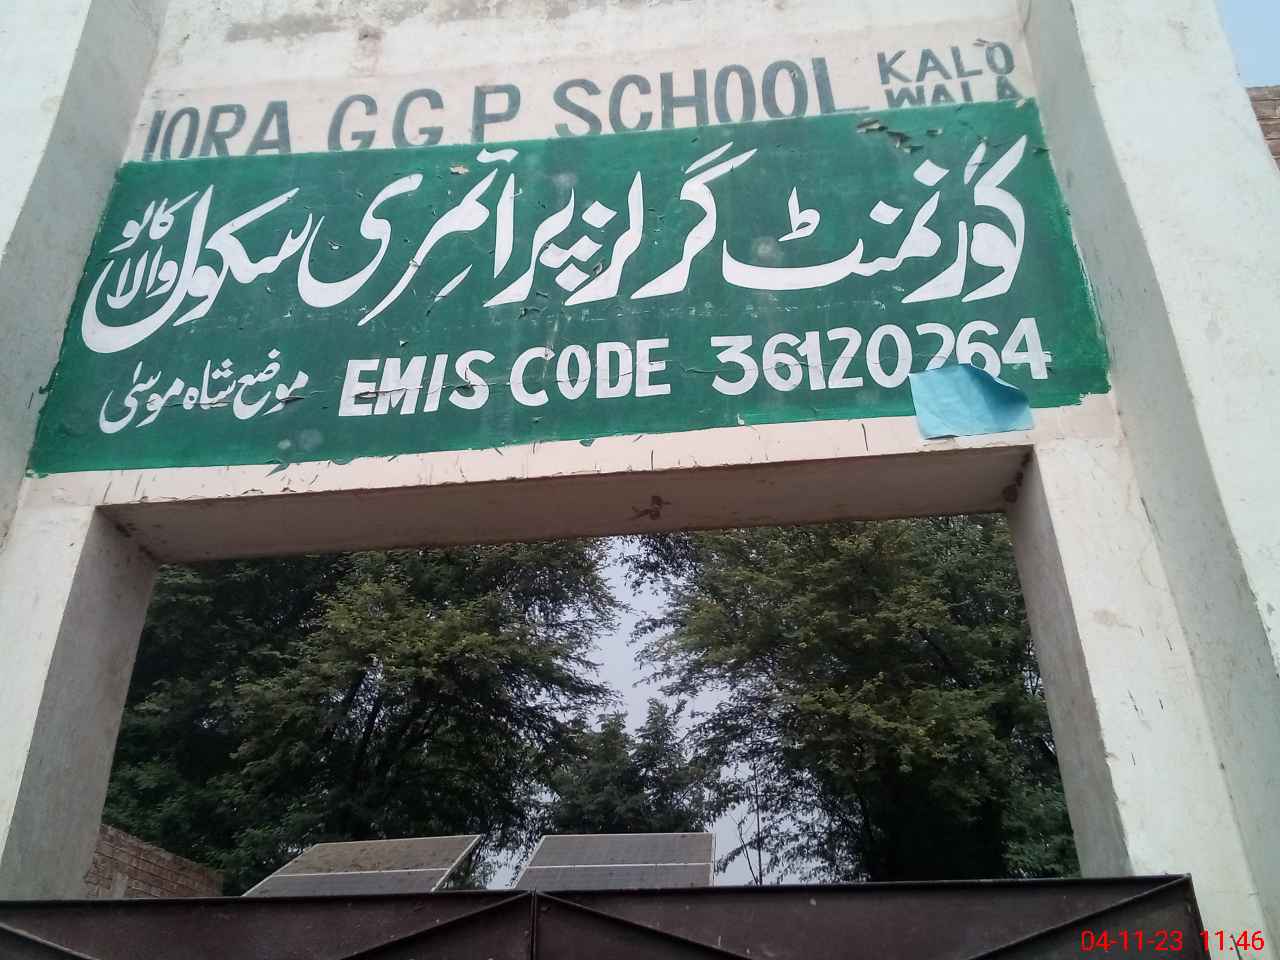 IQRA G G P SCHOOL KALO
WALA
گورنمنٹ گرلز پرائمری سکول کالو
والا
EMIS CODE 36120264
موضع شاہ موسیٰ
04-11-23 11:46